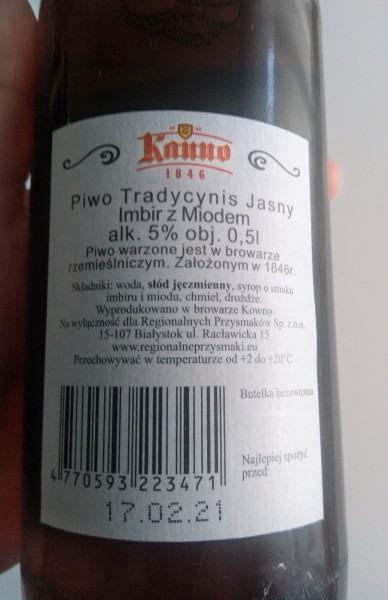 18 46
Kauno
1846
Piwo Tradycynis Jasny
Imbir z Miodem
alk. 5% obj. 0,5l
Piwo warzone jest w browarze
rzemieślniczym. Założonym w 1846r.
Składniki: woda, słód jęczmienny, syrop o smaku
imbiru i miodu, chmiel, drożdże.
Wyprodukowano w browarze Kowno
Na wyłączność dla Regionalnych Przysmaków Sp. z.o.o.
15-107 Białystok ul. Racławicka 15
www.regionalneprzysmaki.eu
Przechowywać w temperaturze od +2 do +20°C
Butelka bezzwrotna
Najlepiej spożyć
przed:
4 770593 223471
17.02.21